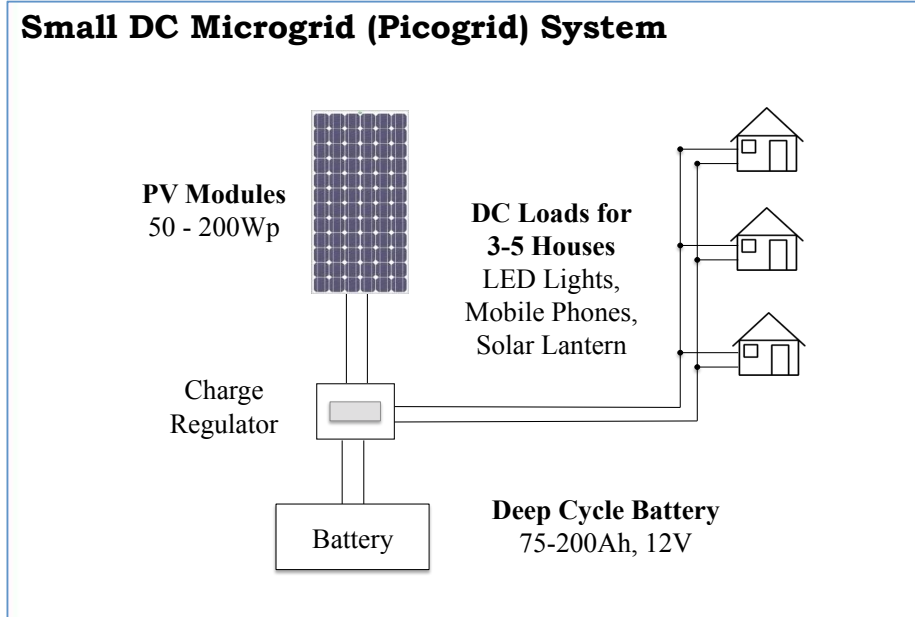 Small DC Microgrid (Picogrid) System
PV Modules
50 - 200Wp
DC Loads for
3-5 Houses
LED Lights,
Mobile Phones,
Solar Lantern
Charge
Regulator
Battery
Deep Cycle Battery
75-200Ah, 12V